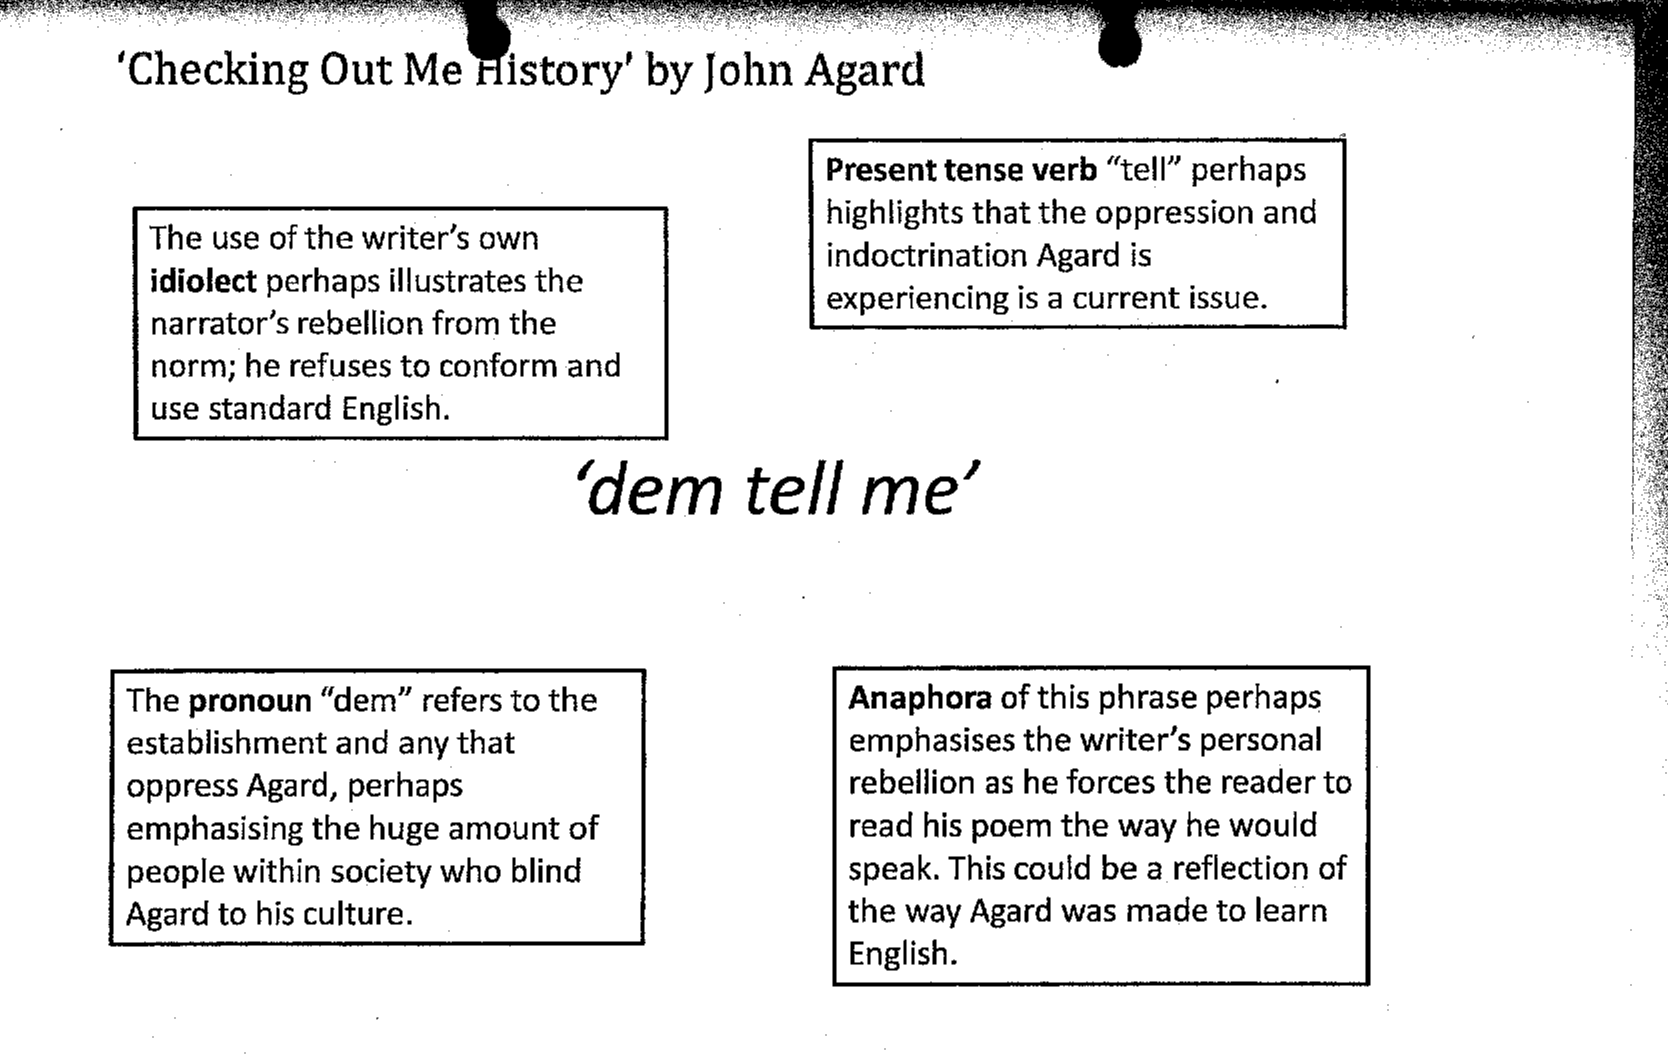 ‘Checking Out Me History’ by John Agard
The use of the writer’s own
idiolect perhaps illustrates the
narrator’s rebellion from the
norm; he refuses to conform and
use standard English.
Present tense verb “tell” perhaps
highlights that the oppression and
indoctrination Agard is
experiencing is a current issue.
‘dem tell me’
The pronoun “dem” refers to the
establishment and any that
oppress Agard, perhaps
emphasising the huge amount of
people within society who blind
Agard to his culture.
Anaphora of this phrase perhaps
emphasises the writer’s personal
rebellion as he forces the reader to
read his poem the way he would
speak. This could be a reflection of
the way Agard was made to learn
English.